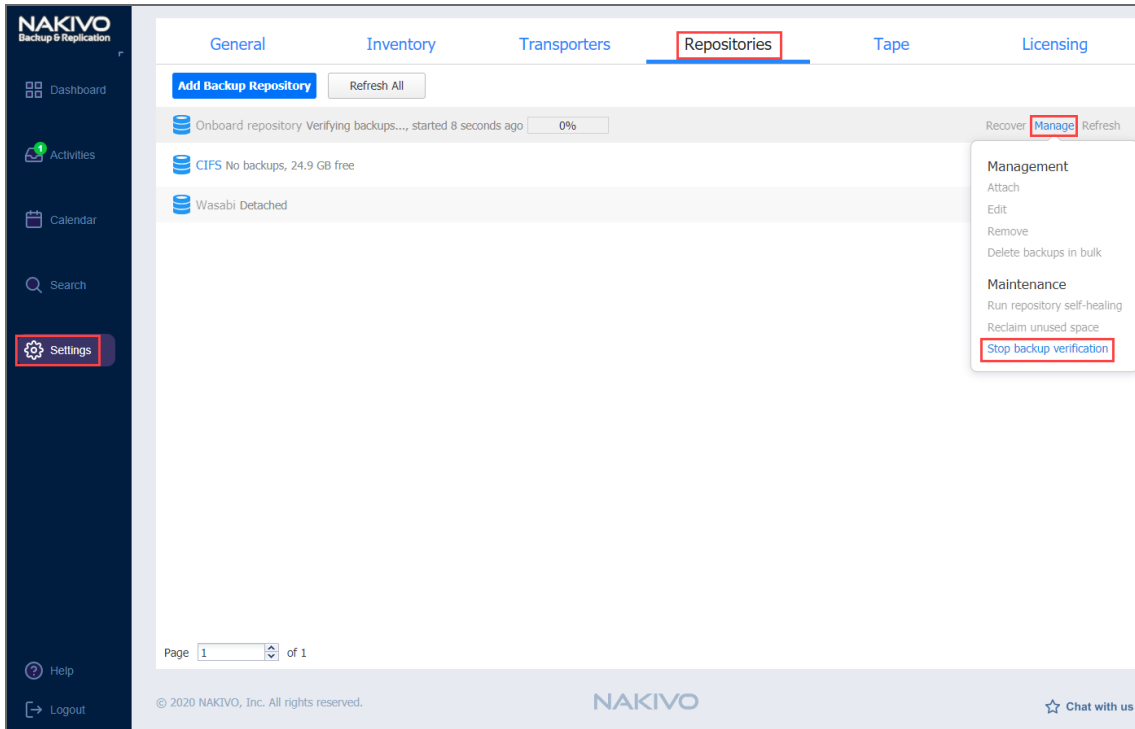 NAKIVO
Backup & Replication
Dashboard
1
Activities
Calendar
Search
Settings
Help
Logout
General Inventory Transporters Repositories Tape Licensing
Add Backup Repository Refresh All
Onboard repository Verifying backups..., started 8 seconds ago 0% Recover Manage Refresh
CIFS No backups, 24.9 GB free
Wasabi Detached
Management
Attach
Edit
Remove
Delete backups in bulk
Maintenance
Run repository self-healing
Reclaim unused space
Stop backup verification
Page 1 of 1
© 2020 NAKIVO, Inc. All rights reserved. NAKIVO Chat with us